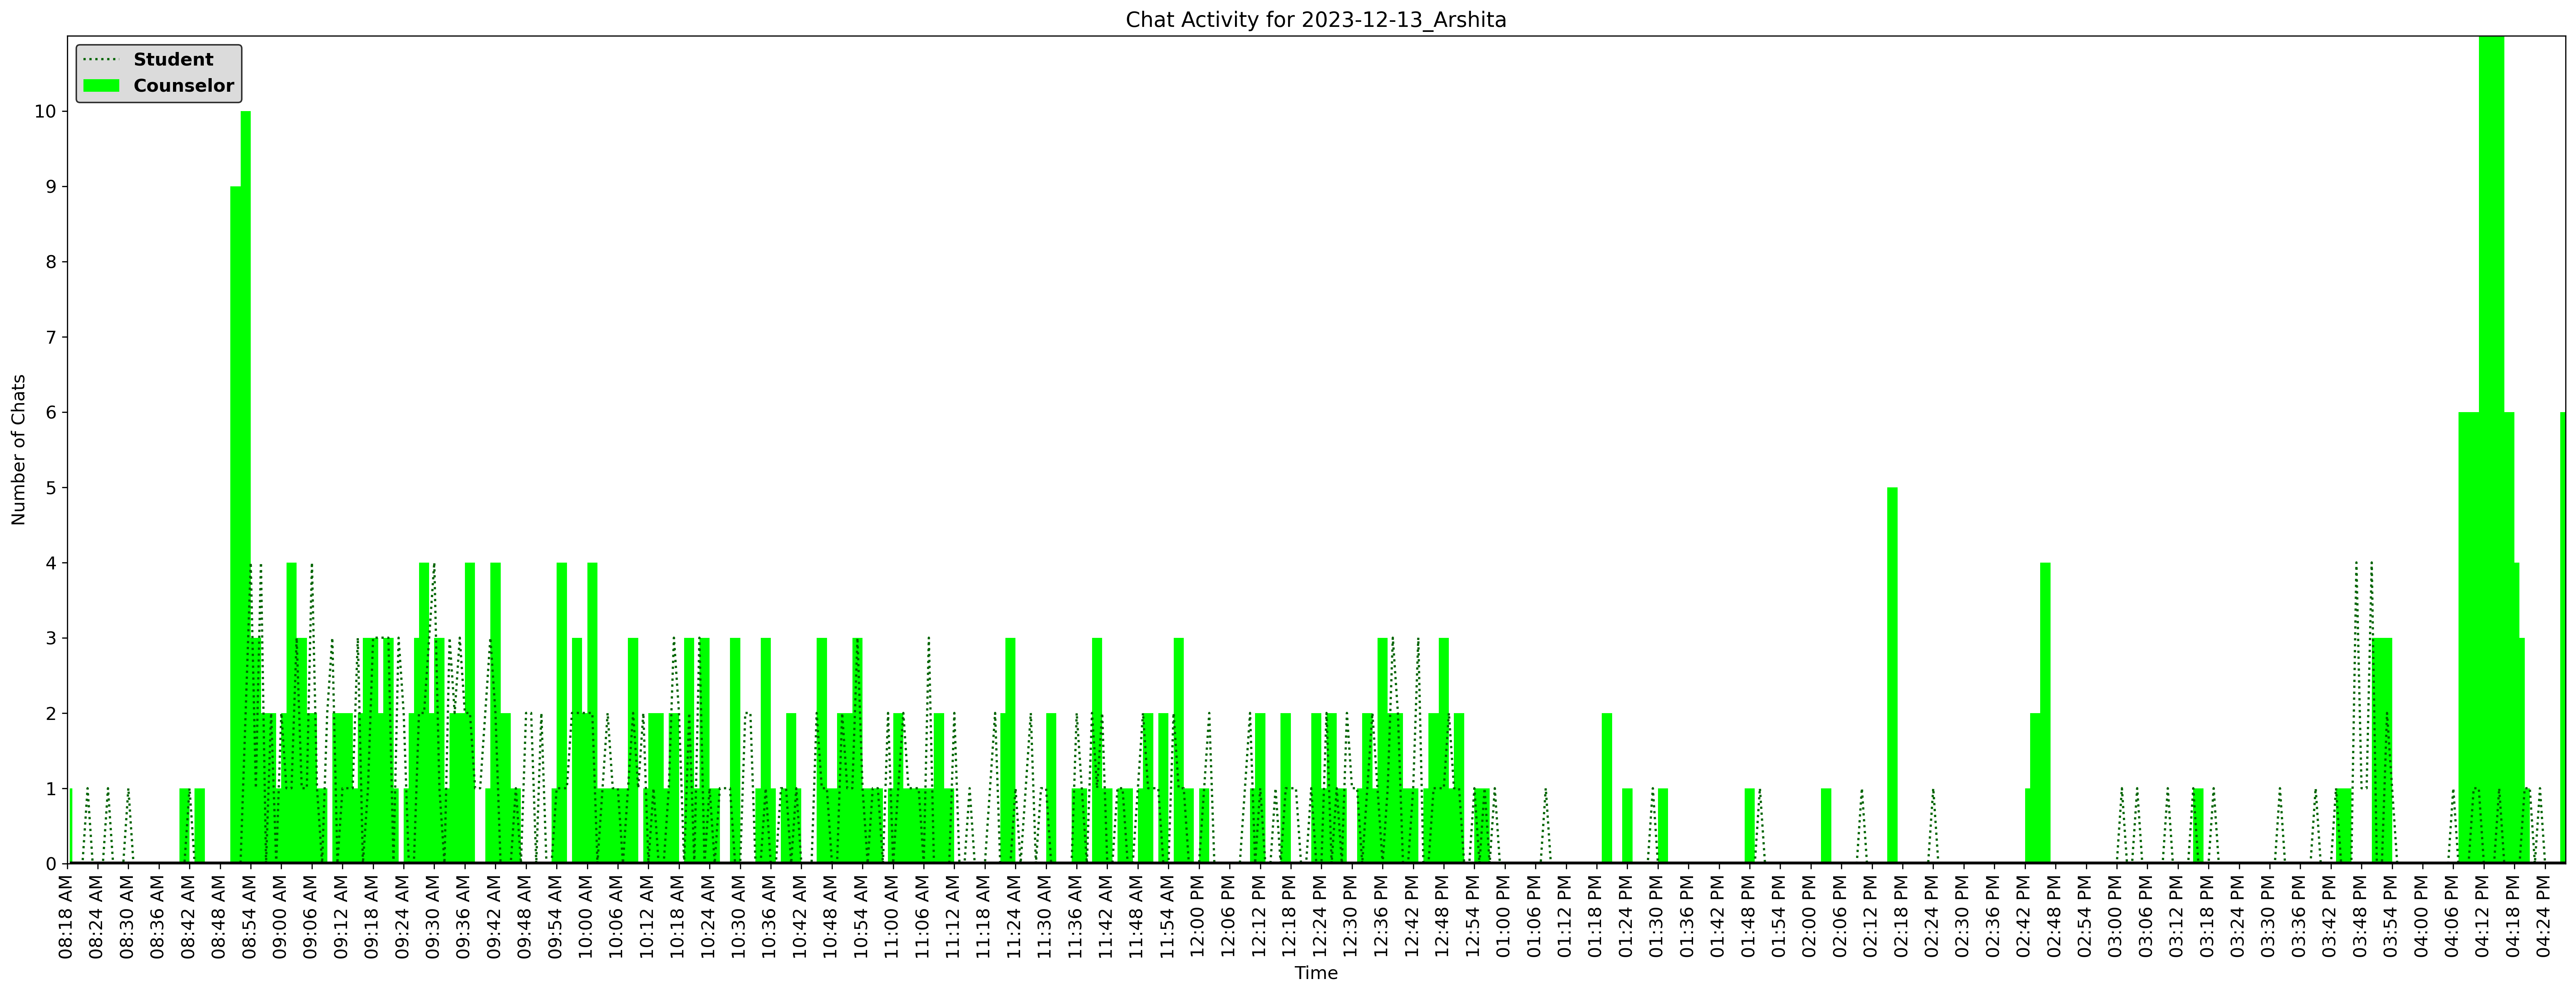 Chat Activity for 2023-12-13_Arshita
Student
Counselor
Number of Chats
10
9
8
7
6
5
4
3
2
1
0
08:18 AM
08:24 AM
08:30 AM
08:36 AM
08:42 AM
08:48 AM
08:54 AM
09:00 AM
09:06 AM
09:12 AM
09:18 AM
09:24 AM
09:30 AM
09:36 AM
09:42 AM
09:48 AM
09:54 AM
10:00 AM
10:06 AM
10:12 AM
10:18 AM
10:24 AM
10:30 AM
10:36 AM
10:42 AM
10:48 AM
10:54 AM
11:00 AM
11:06 AM
11:12 AM
11:18 AM
11:24 AM
11:30 AM
11:36 AM
11:42 AM
11:48 AM
11:54 AM
12:00 PM
12:06 PM
12:12 PM
12:18 PM
12:24 PM
12:30 PM
12:36 PM
12:42 PM
12:48 PM
12:54 PM
01:00 PM
01:06 PM
01:12 PM
01:18 PM
01:24 PM
01:30 PM
01:36 PM
01:42 PM
01:48 PM
01:54 PM
02:00 PM
02:06 PM
02:12 PM
02:18 PM
02:24 PM
02:30 PM
02:36 PM
02:42 PM
02:48 PM
02:54 PM
03:00 PM
03:06 PM
03:12 PM
03:18 PM
03:24 PM
03:30 PM
03:36 PM
03:42 PM
03:48 PM
03:54 PM
04:00 PM
04:06 PM
04:12 PM
04:18 PM
04:24 PM
Time